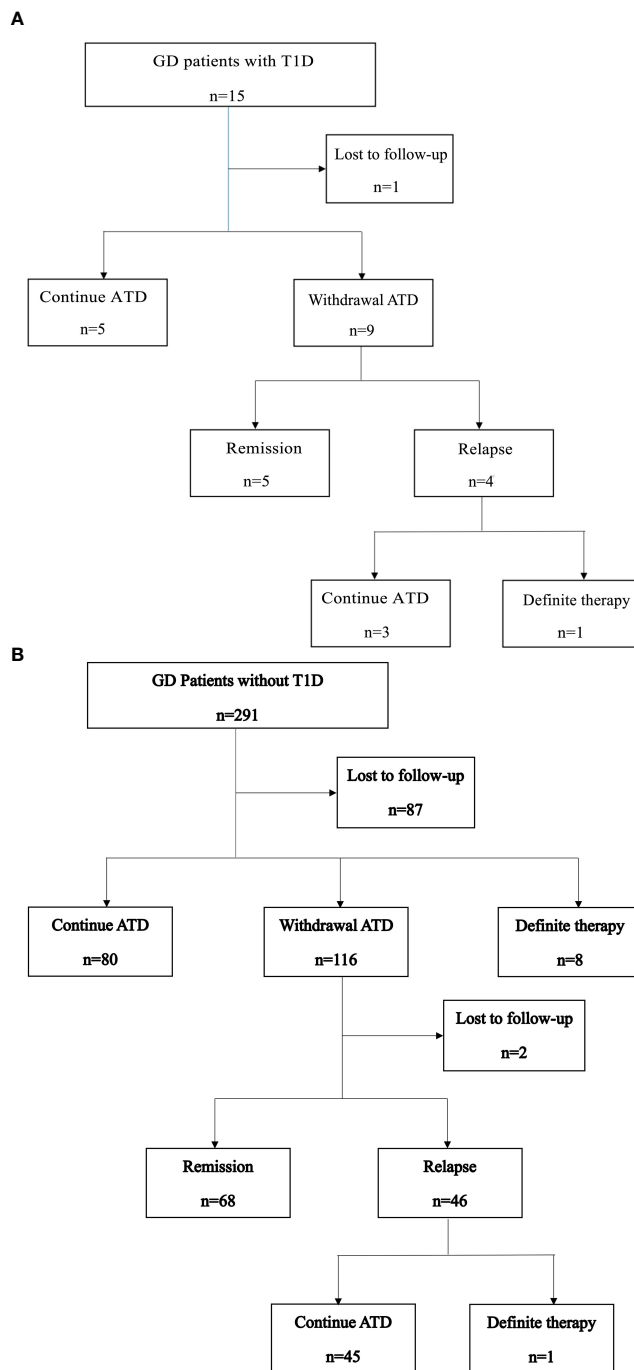 A
GD patients with T1D
n=15
Lost to follow-up
n=1
Continue ATD
n=5
Withdrawal ATD
n=9
Remission
n=5
Relapse
n=4
Continue ATD
n=3
Definite therapy
n=1
B
GD Patients without T1D
n=291
Lost to follow-up
n=87
Continue ATD
n=80
Withdrawal ATD
n=116
Definite therapy
n=8
Lost to follow-up
n=2
Remission
n=68
Relapse
n=46
Continue ATD
n=45
Definite therapy
n=1